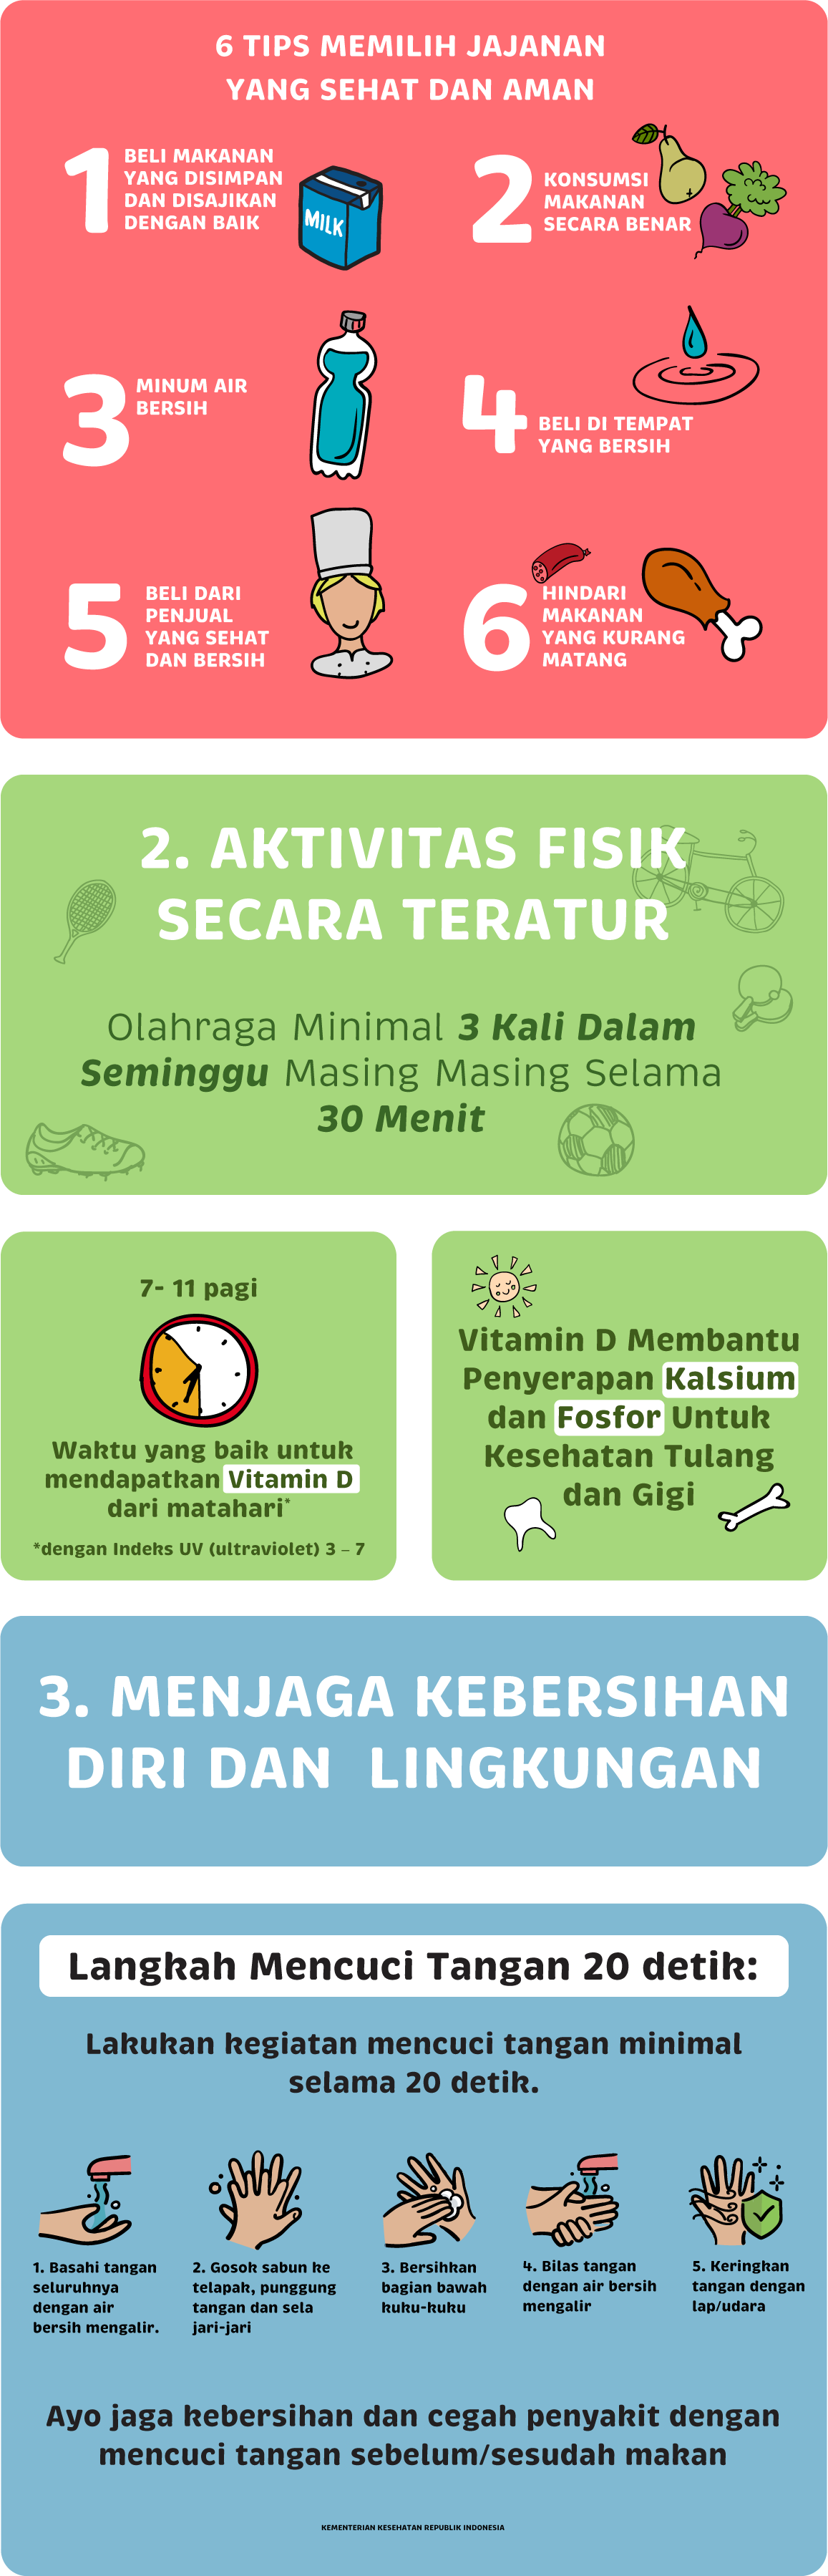 6 TIPS MEMILIH JAJANAN
YANG SEHAT DAN AMAN
1
BELI MAKANAN
YANG DISIMPAN
DAN DISAJIKAN
DENGAN BAIK
MILK
2
KONSUMSI
MAKANAN
SECARA BENAR
3
MINUM AIR
BERSIH
4
BELI DI TEMPAT
YANG BERSIH
5
BELI DARI
PENJUAL
YANG SEHAT
DAN BERSIH
6
HINDARI
MAKANAN
YANG KURANG
MATANG
2. AKTIVITAS FISIK
SECARA TERATUR
Olahraga Minimal 3 Kali Dalam
Seminggu Masing Masing Selama
30 Menit
7- 11 pagi
Waktu yang baik untuk
mendapatkan Vitamin D
dari matahari*
*dengan Indeks UV (ultraviolet) 3 – 7
Vitamin D Membantu
Penyerapan Kalsium
dan Fosfor Untuk
Kesehatan Tulang
dan Gigi
3. MENJAGA KEBERSIHAN
DIRI DAN LINGKUNGAN
Langkah Mencuci Tangan 20 detik:
Lakukan kegiatan mencuci tangan minimal
selama 20 detik.
1. Basahi tangan
seluruhnya
dengan air
bersih mengalir.
2. Gosok sabun ke
telapak, punggung
tangan dan sela
jari-jari
3. Bersihkan
bagian bawah
kuku-kuku
4. Bilas tangan
dengan air bersih
mengalir
5. Keringkan
tangan dengan
lap/udara
Ayo jaga kebersihan dan cegah penyakit dengan
mencuci tangan sebelum/sesudah makan
KEMENTERIAN KESEHATAN REPUBLIK INDONESIA